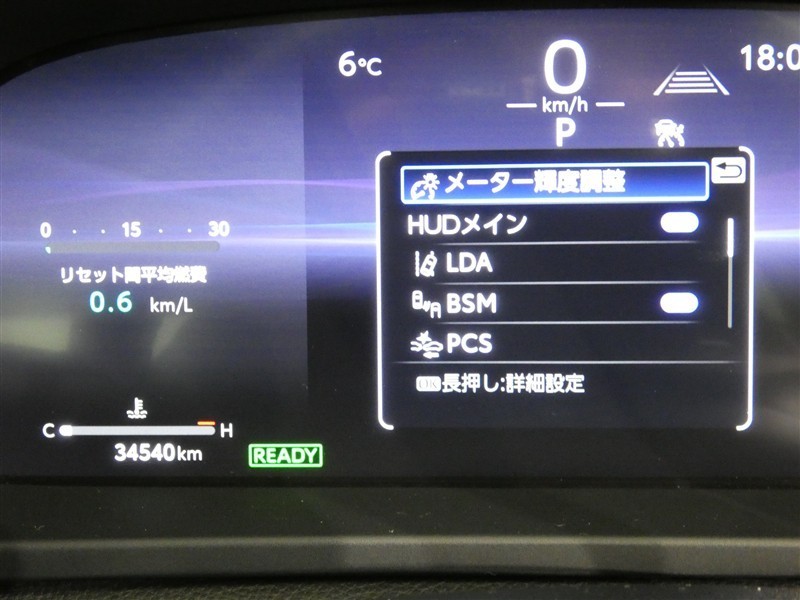 6°C
0
km/h
P
18:0
メーター輝度調整
HUDメイン
LDA
BSM
PCS
OK長押し:詳細設定
0 15 30
リセット間平均燃費
0.6 km/L
C H
34540km
READY